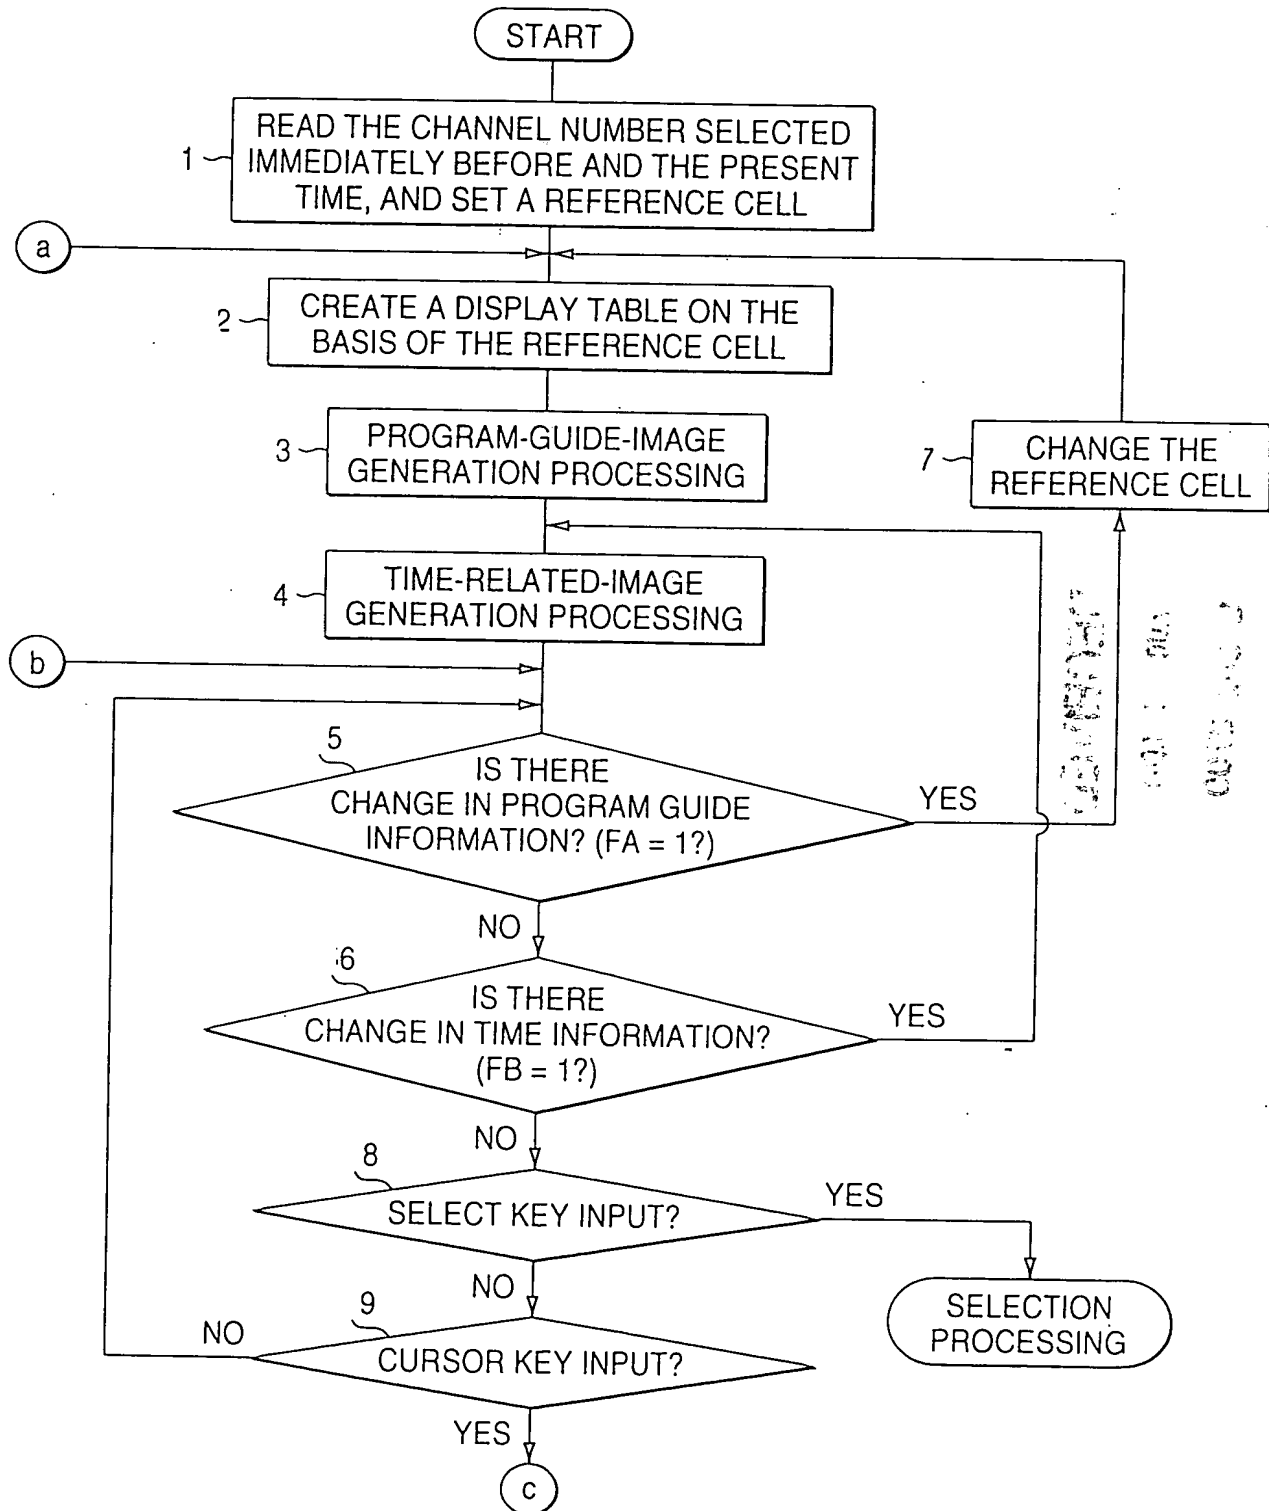 START
READ THE CHANNEL NUMBER SELECTED
1 IMMEDIATELY BEFORE AND THE PRESENT
TIME, AND SET A REFERENCE CELL
a
2 CREATE A DISPLAY TABLE ON THE
BASIS OF THE REFERENCE CELL
3 PROGRAM-GUIDE-IMAGE
GENERATION PROCESSING
7 CHANGE THE
REFERENCE CELL
4 TIME-RELATED-IMAGE
GENERATION PROCESSING
b
5
IS THERE
CHANGE IN PROGRAM GUIDE
INFORMATION? (FA = 1?)
YES
NO
6
IS THERE
CHANGE IN TIME INFORMATION?
(FB = 1?)
YES
NO
8
SELECT KEY INPUT?
YES
NO
SELECTION
PROCESSING
9
CURSOR KEY INPUT?
NO
YES
c